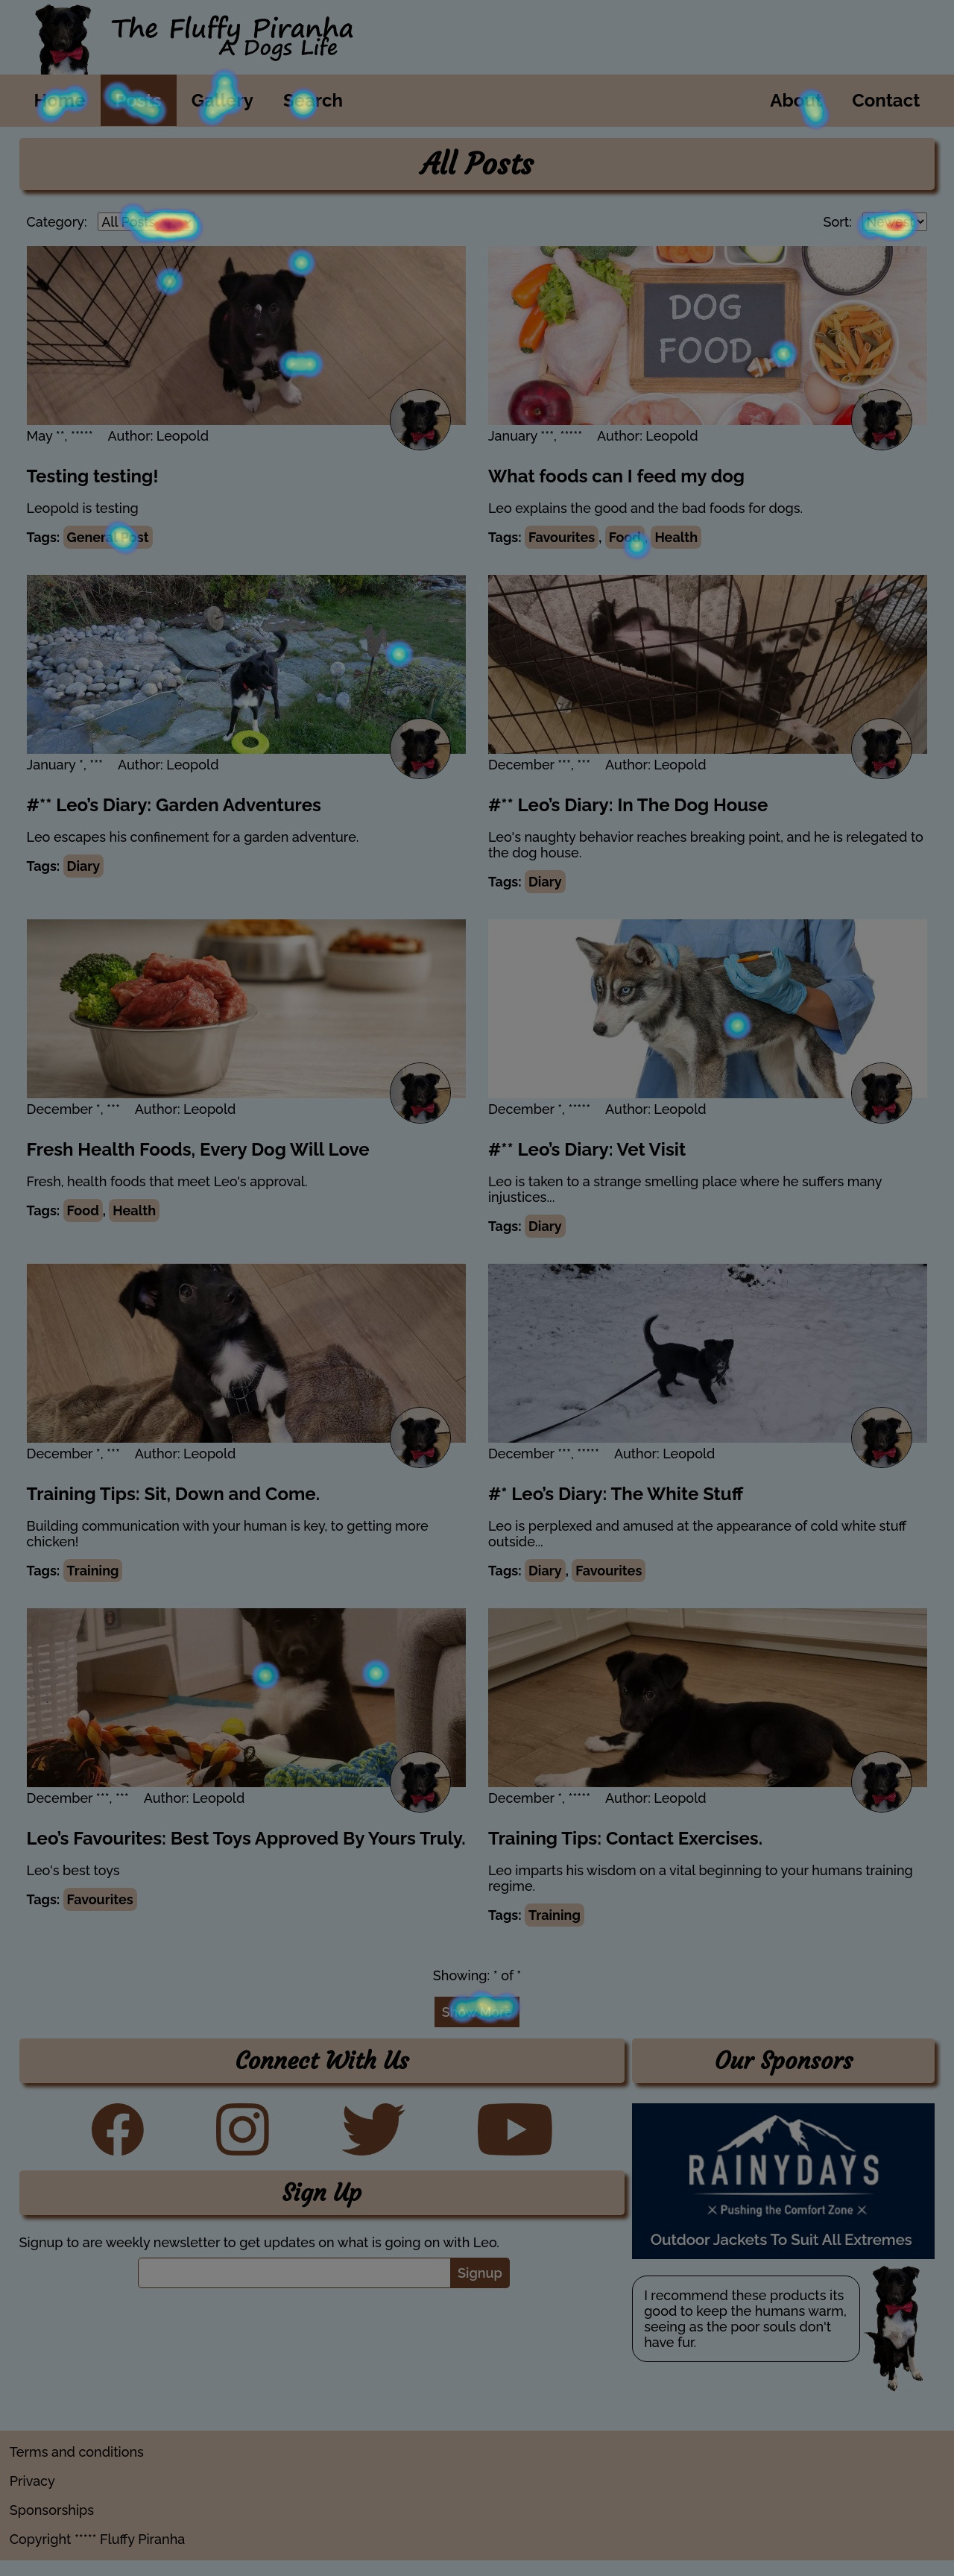 The Fluffy Piranha
A Dogs Life
Home Posts Gallery Search About Contact
All Posts
Category: All Posts Sort: Newest
DOG
FOOD
May **, ***** Author: Leopold
Testing testing!
Leopold is testing
Tags: General Post
January ***, ***** Author: Leopold
What foods can I feed my dog
Leo explains the good and the bad foods for dogs.
Tags: Favourites , Food , Health
January *, *** Author: Leopold
#** Leo’s Diary: Garden Adventures
Leo escapes his confinement for a garden adventure.
Tags: Diary
December ***, *** Author: Leopold
#** Leo’s Diary: In The Dog House
Leo's naughty behavior reaches breaking point, and he is relegated to
the dog house.
Tags: Diary
December *, *** Author: Leopold
Fresh Health Foods, Every Dog Will Love
Fresh, health foods that meet Leo's approval.
Tags: Food , Health
December *, ***** Author: Leopold
#** Leo’s Diary: Vet Visit
Leo is taken to a strange smelling place where he suffers many
injustices...
Tags: Diary
December *, *** Author: Leopold
Training Tips: Sit, Down and Come.
Building communication with your human is key, to getting more
chicken!
Tags: Training
December ***, ***** Author: Leopold
#* Leo’s Diary: The White Stuff
Leo is perplexed and amused at the appearance of cold white stuff
outside...
Tags: Diary , Favourites
December ***, *** Author: Leopold
Leo’s Favourites: Best Toys Approved By Yours Truly.
Leo's best toys
Tags: Favourites
December *, ***** Author: Leopold
Training Tips: Contact Exercises.
Leo imparts his wisdom on a vital beginning to your humans training
regime.
Tags: Training
Showing: * of *
Show More
Connect With Us
Sign Up
Signup to are weekly newsletter to get updates on what is going on with Leo.
Signup
Our Sponsors
RAINYDAYS
× Pushing the Comfort Zone ×
Outdoor Jackets To Suit All Extremes
I recommend these products its
good to keep the humans warm,
seeing as the poor souls don't
have fur.
Terms and conditions
Privacy
Sponsorships
Copyright ***** Fluffy Piranha